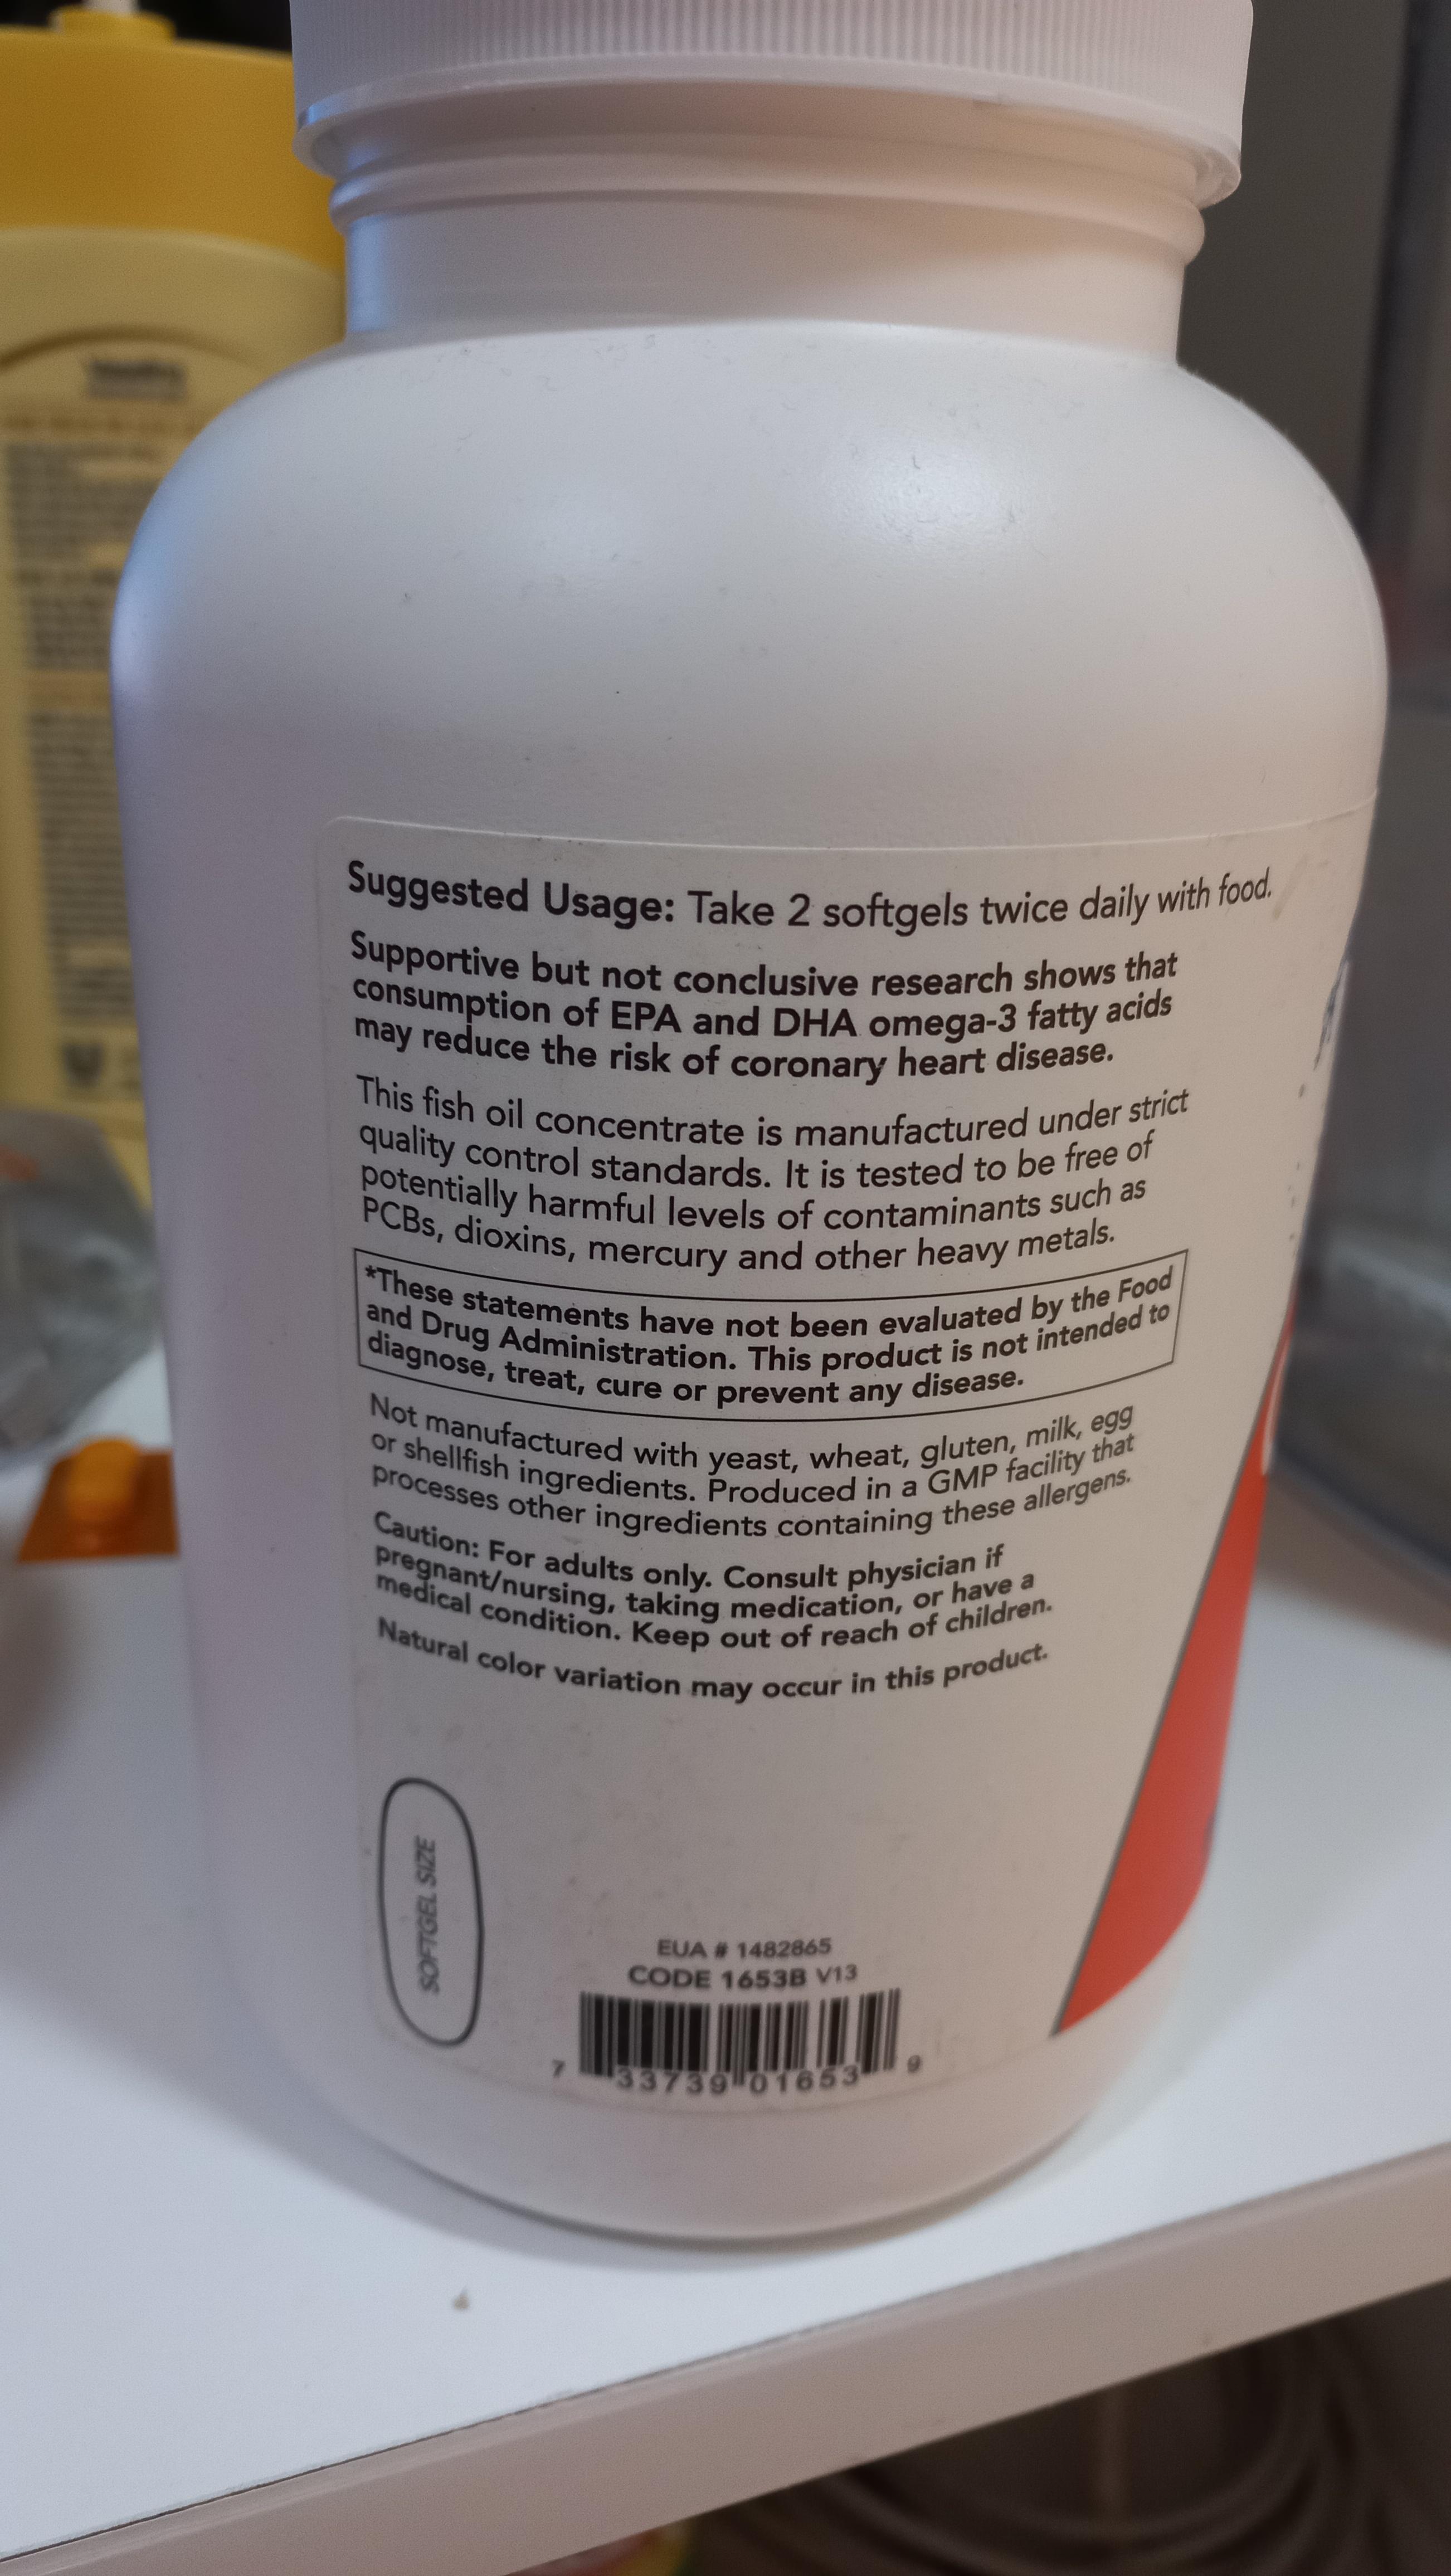 Suggested Usage: Take 2 softgels twice daily with food.
Supportive but not conclusive research shows that
consumption of EPA and DHA omega-3 fatty acids
may reduce the risk of coronary heart disease.
This fish oil concentrate is manufactured under strict
quality control standards. It is tested to be free of
potentially harmful levels of contaminants such as
PCBs, dioxins, mercury and other heavy metals.
*These statements have not been evaluated by the Food
and Drug Administration. This product is not intended to
diagnose, treat, cure or prevent any disease.
Not manufactured with yeast, wheat, gluten, milk, egg
or shellfish ingredients. Produced in a GMP facility that
processes other ingredients containing these allergens.
Caution: For adults only. Consult physician if
pregnant/nursing, taking medication, or have a
medical condition. Keep out of reach of children.
Natural color variation may occur in this product.
SOFTGEL SIZE
EUA # 1482865
CODE 1653B V13
7 33739 01653 9